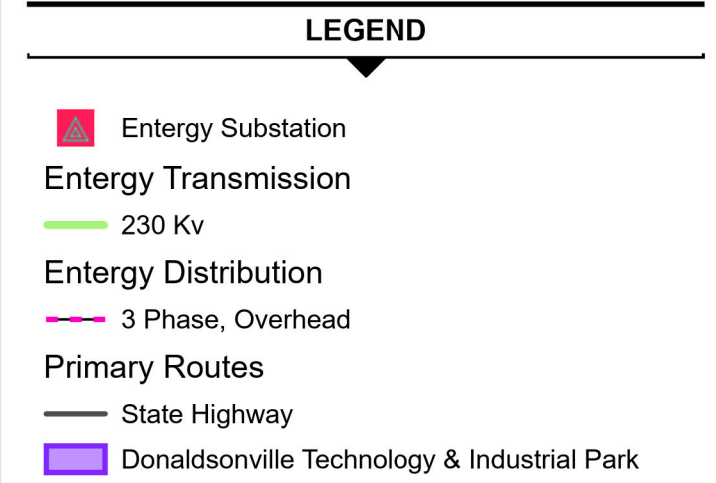 LEGEND
Entergy Substation
Entergy Transmission
230 Kv
Entergy Distribution
3 Phase, Overhead
Primary Routes
State Highway
Donaldsonville Technology & Industrial Park